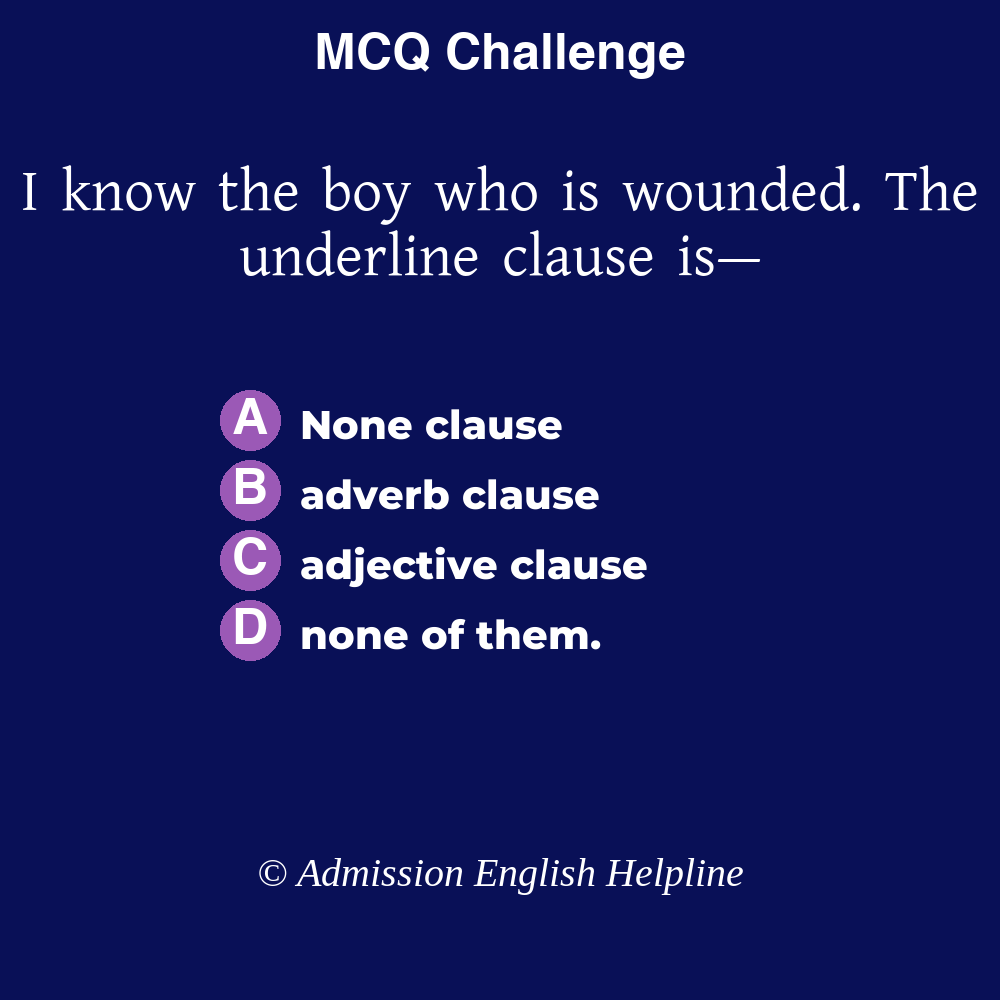 MCQ Challenge
I know the boy who is wounded. The
underline clause is—
A None clause
B adverb clause
C adjective clause
D none of them.
© Admission English Helpline